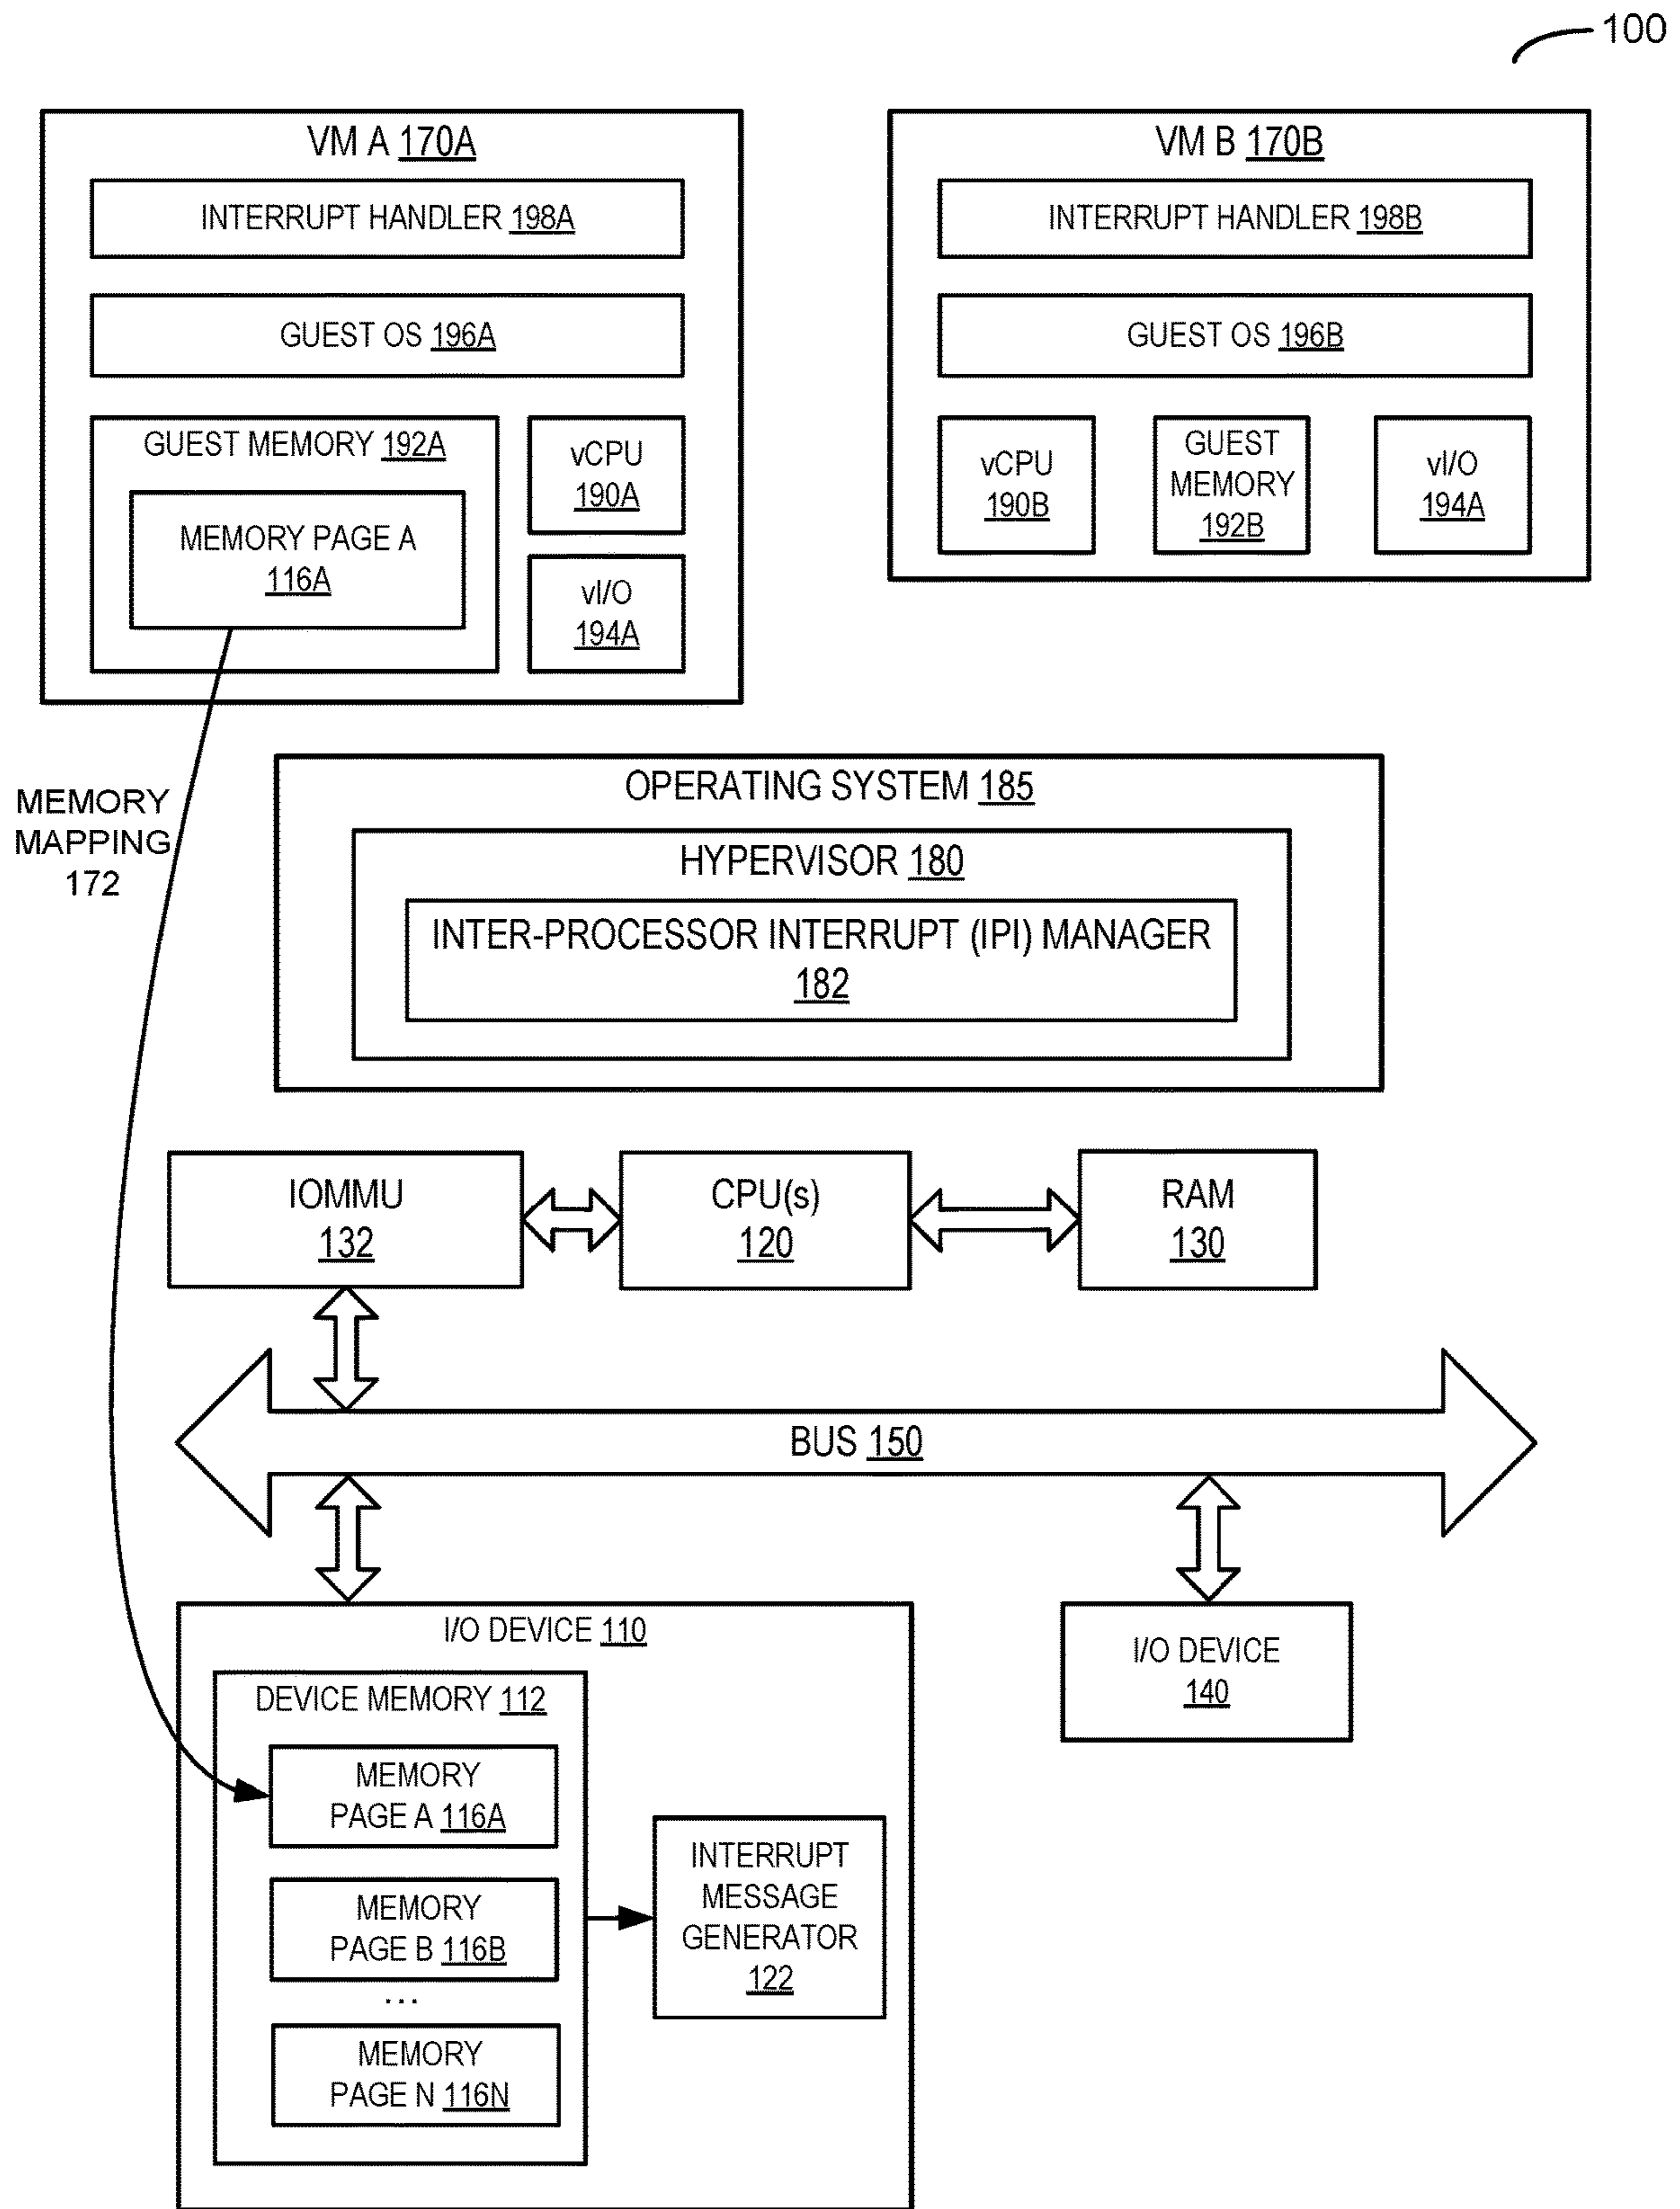 100
VM A 170A
INTERRUPT HANDLER 198A
GUEST OS 196A
GUEST MEMORY 192A
MEMORY PAGE A
116A
vCPU
190A
vI/O
194A
VM B 170B
INTERRUPT HANDLER 198B
GUEST OS 196B
vCPU
190B
GUEST
MEMORY
192B
vI/O
194A
MEMORY
MAPPING
172
OPERATING SYSTEM 185
HYPERVISOR 180
INTER-PROCESSOR INTERRUPT (IPI) MANAGER
182
IOMMU
132
CPU(s)
120
RAM
130
BUS 150
I/O DEVICE 110
DEVICE MEMORY 112
MEMORY
PAGE A 116A
MEMORY
PAGE B 116B
...
MEMORY
PAGE N 116N
INTERRUPT
MESSAGE
GENERATOR
122
I/O DEVICE
140